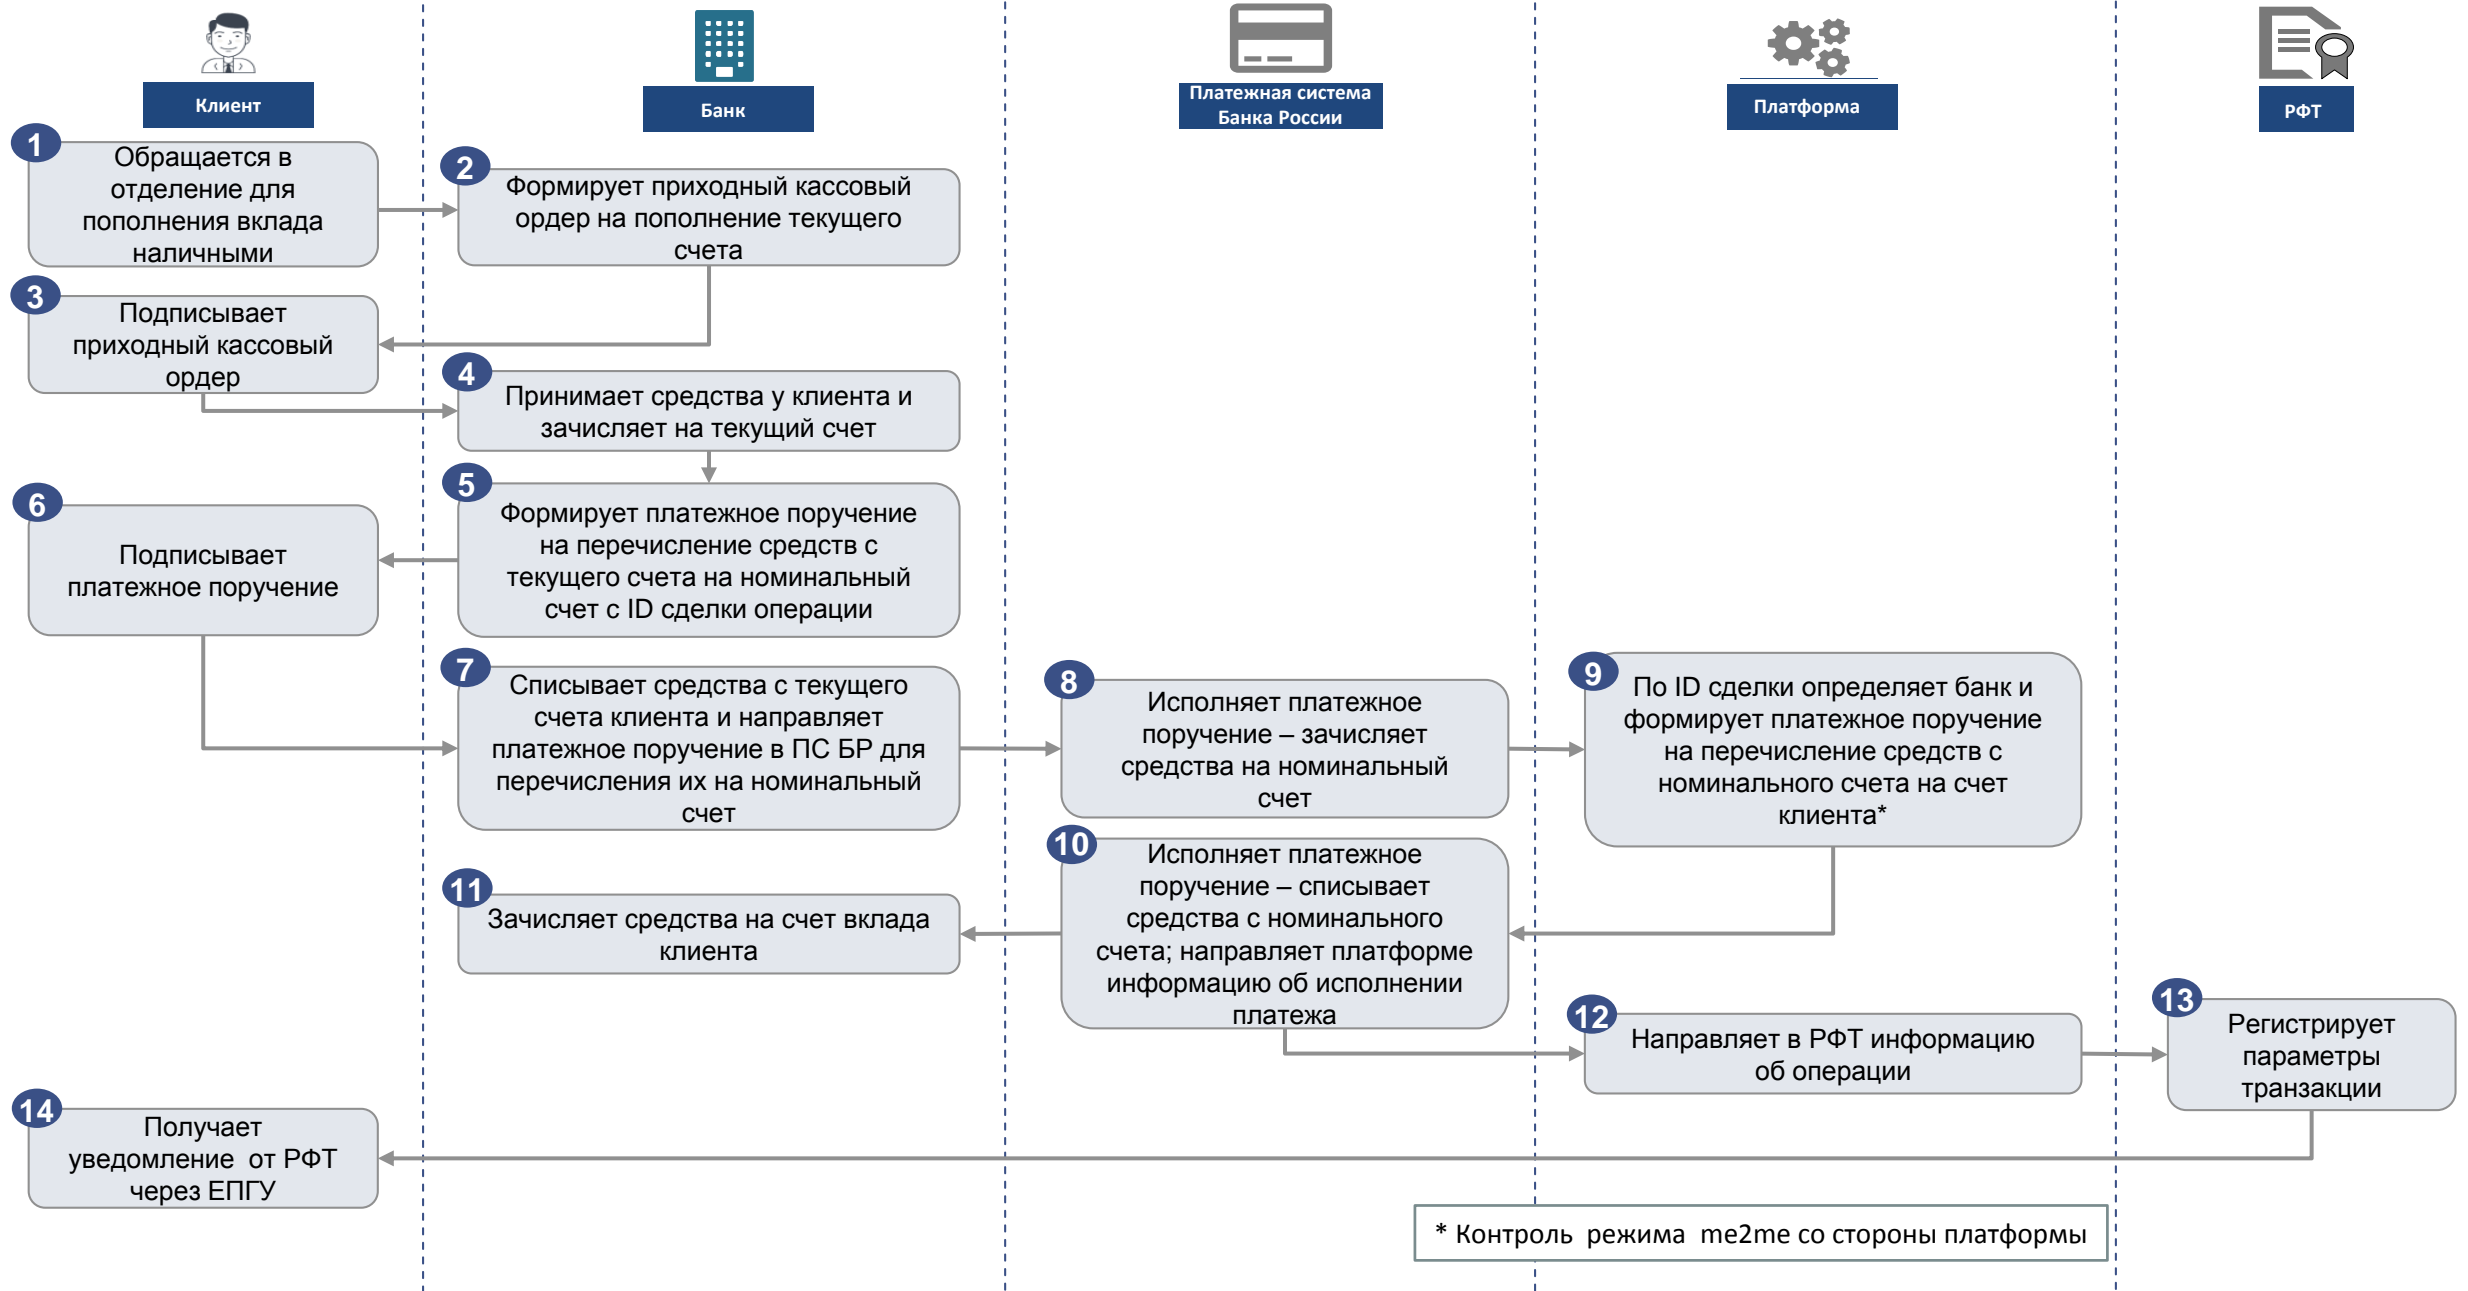 Клиент
Банк
Платежная система
Банка России
Платформа
РФТ
1
Обращается в
отделение для
пополнения вклада
наличными
2
Формирует приходный кассовый
ордер на пополнение текущего
счета
3
Подписывает
приходный кассовый
ордер
4
Принимает средства у клиента и
зачисляет на текущий счет
5
Формирует платежное поручение
на перечисление средств с
текущего счета на номинальный
счет с ID сделки операции
6
Подписывает
платежное поручение
7
Списывает средства с текущего
счета клиента и направляет
платежное поручение в ПС БР для
перечисления их на номинальный
счет
8
Исполняет платежное
поручение – зачисляет
средства на номинальный
счет
9
По ID сделки определяет банк и
формирует платежное поручение
на перечисление средств с
номинального счета на счет
клиента*
10
Исполняет платежное
поручение – списывает
средства с номинального
счета; направляет платформе
информацию об исполнении
платежа
11
Зачисляет средства на счет вклада
клиента
12
Направляет в РФТ информацию
об операции
13
Регистрирует
параметры
транзакции
14
Получает
уведомление от РФТ
через ЕПГУ
* Контроль режима me2me со стороны платформы